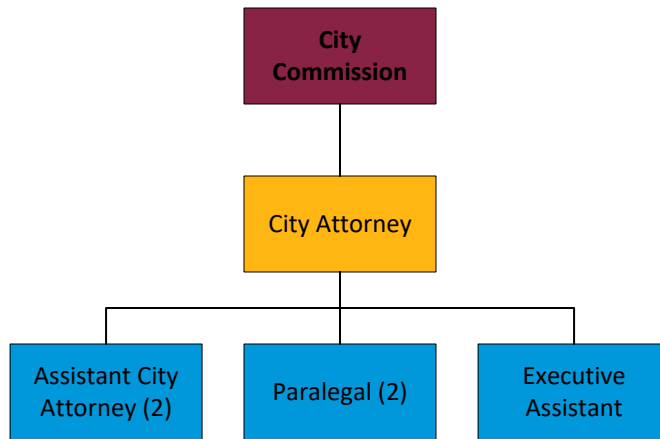 City
Commission
City Attorney
Assistant City
Attorney (2)
Paralegal (2)
Executive
Assistant